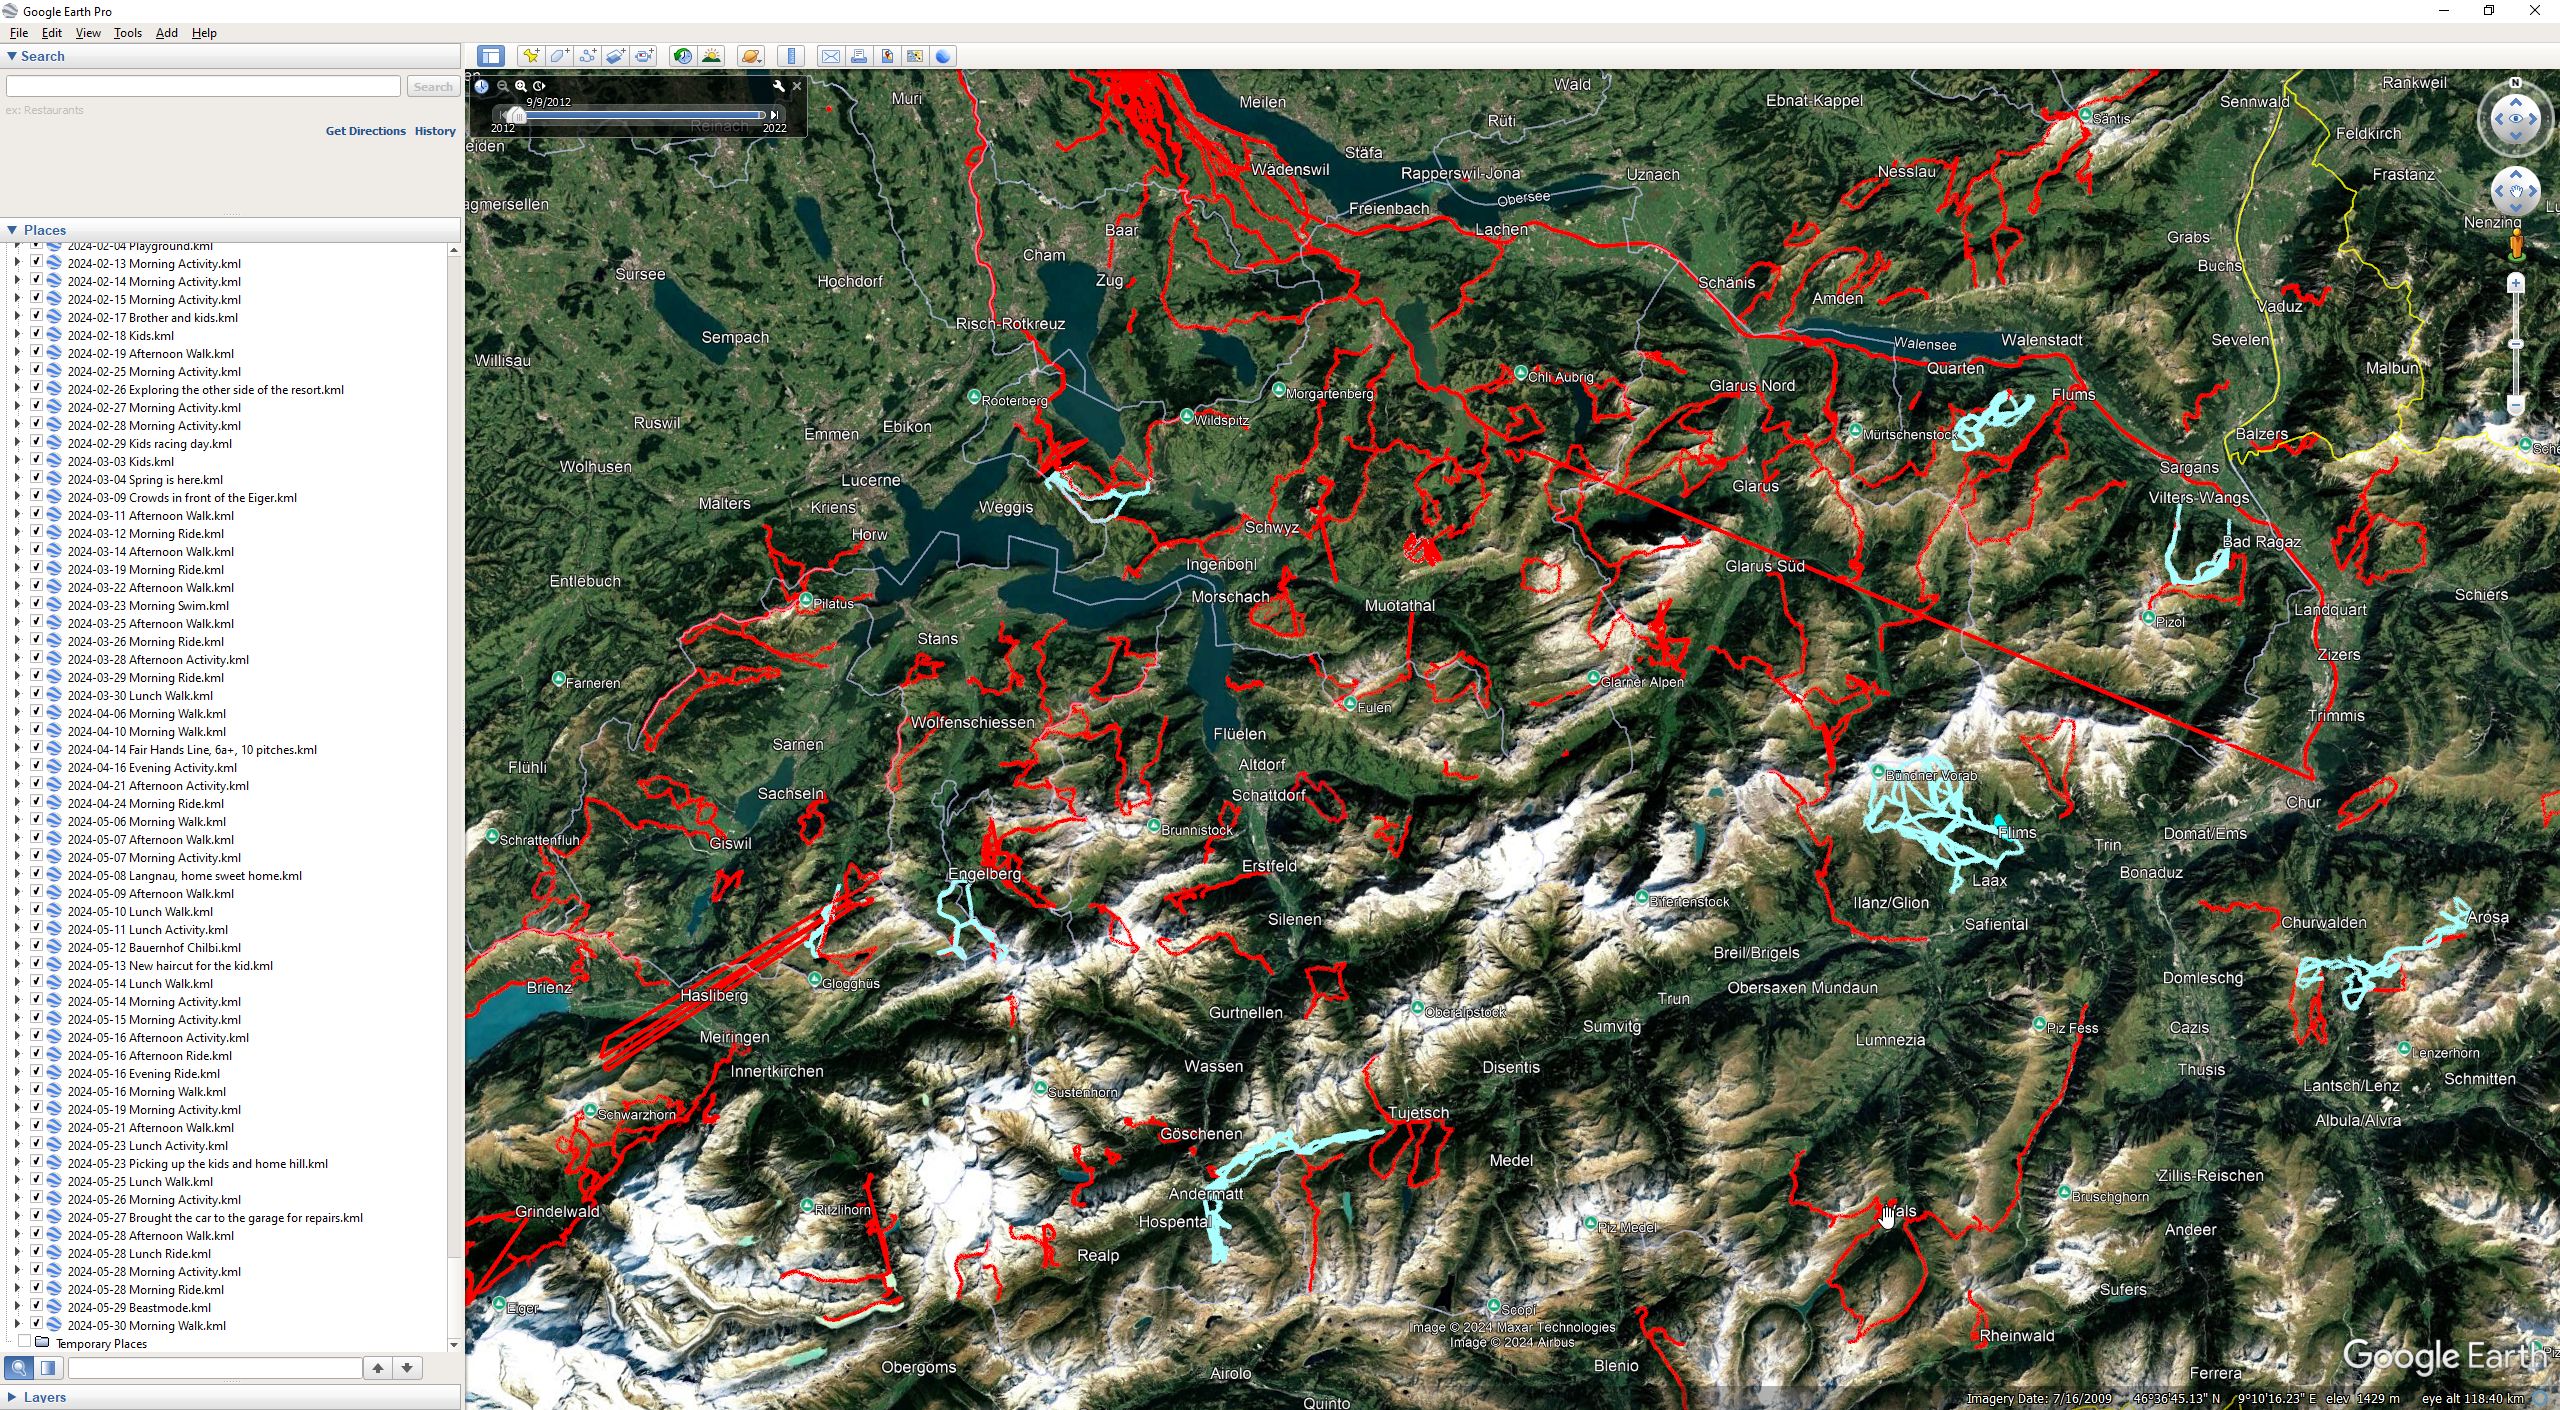 Google Earth Pro
File Edit View Tools Add Help
Search
Search
ex: Restaurants
Get Directions History
Places
2024-02-04 Playground.kml
2024-02-13 Morning Activity.kml
2024-02-14 Morning Activity.kml
2024-02-15 Morning Activity.kml
2024-02-17 Brother and kids.kml
2024-02-18 Kids.kml
2024-02-19 Afternoon Walk.kml
2024-02-25 Morning Activity.kml
2024-02-26 Exploring the other side of the resort.kml
2024-02-27 Morning Activity.kml
2024-02-28 Morning Activity.kml
2024-02-29 Kids racing day.kml
2024-03-03 Kids.kml
2024-03-04 Spring is here.kml
2024-03-09 Crowds in front of the Eiger.kml
2024-03-11 Afternoon Walk.kml
2024-03-12 Morning Ride.kml
2024-03-14 Afternoon Walk.kml
2024-03-19 Morning Ride.kml
2024-03-22 Afternoon Walk.kml
2024-03-23 Morning Swim.kml
2024-03-25 Afternoon Walk.kml
2024-03-26 Morning Ride.kml
2024-03-28 Afternoon Activity.kml
2024-03-29 Morning Ride.kml
2024-03-30 Lunch Walk.kml
2024-04-06 Morning Walk.kml
2024-04-10 Morning Walk.kml
2024-04-14 Fair Hands Line, 6a+, 10 pitches.kml
2024-04-16 Evening Activity.kml
2024-04-21 Afternoon Activity.kml
2024-04-24 Morning Ride.kml
2024-05-06 Morning Walk.kml
2024-05-07 Afternoon Walk.kml
2024-05-07 Morning Activity.kml
2024-05-08 Langnau, home sweet home.kml
2024-05-09 Afternoon Walk.kml
2024-05-10 Lunch Walk.kml
2024-05-11 Lunch Activity.kml
2024-05-12 Bauernhof Chilbi.kml
2024-05-13 New haircut for the kid.kml
2024-05-14 Lunch Walk.kml
2024-05-14 Morning Activity.kml
2024-05-15 Morning Activity.kml
2024-05-16 Afternoon Activity.kml
2024-05-16 Afternoon Ride.kml
2024-05-16 Evening Ride.kml
2024-05-16 Morning Walk.kml
2024-05-19 Morning Activity.kml
2024-05-21 Afternoon Walk.kml
2024-05-23 Lunch Activity.kml
2024-05-23 Picking up the kids and home hill.kml
2024-05-25 Lunch Walk.kml
2024-05-26 Morning Activity.kml
2024-05-27 Brought the car to the garage for repairs.kml
2024-05-28 Afternoon Walk.kml
2024-05-28 Lunch Ride.kml
2024-05-28 Morning Activity.kml
2024-05-28 Morning Ride.kml
2024-05-29 Beastmode.kml
2024-05-30 Morning Walk.kml
Temporary Places
Layers
9/9/2012
2012 2022
Reinach
Muri
Meilen
Wald
Ebnat-Kappel
Sennwald
Rankweil
N
Rüti
Säntis
Feldkirch
eiden
Stäfa
Wädenswil
Rapperswil-Jona
Uznach
Nesslau
Frastanz
agmersellen
Obersee
Freienbach
Lachen
Nenzing
Baar
Grabs
Cham
Buchs
Sursee
Hochdorf
Zug
Schänis
Amden
Vaduz
Risch-Rotkreuz
Sempach
Walensee
Walenstadt
Sevelen
Willisau
Quarten
Malbun
Chli Aubrig
Glarus Nord
Flums
Rooterberg
Morgartenberg
Wildspitz
Ruswil
Emmen
Ebikon
Mürtschenstock
Balzers
Sche
Wolhusen
Lucerne
Glarus
Sargans
Vilters-Wangs
Malters
Kriens
Weggis
Schwyz
Horw
Bad Ragaz
Ingenbohl
Glarus Süd
Entlebuch
Morschach
Muotathal
Pilatus
Schiers
Landquart
Pizol
Stans
Zizers
Farneren
Glarner Alpen
Fulen
Trimmis
Wolfenschiessen
Flüelen
Sarnen
Flühli
Altdorf
Bündner Vorab
Sachseln
Schattdorf
Chur
Brunnistock
Flims
Domat/Ems
Schrattenfluh
Giswil
Trin
Engelberg
Erstfeld
Laax
Bonaduz
Bifertenstock
Ilanz/Glion
Silenen
Safiental
Churwalden
Arosa
Breil/Brigels
Domleschg
Brienz
Hasliberg
Glogghüs
Obersaxen Mundaun
Trun
Gurtnellen
Oberalpstock
Sumvitg
Piz Fess
Cazis
Meiringen
Lumnezia
Lenzerhorn
Innertkirchen
Wassen
Disentis
Thusis
Schmitten
Lantsch/Lenz
Sustenhorn
Schwarzhorn
Tujetsch
Albula/Alvra
Göschenen
Medel
Zillis-Reischen
Andermatt
Bruschghorn
Grindelwald
Ritzlihorn
Hospental
Piz Medel
als
Andeer
Realp
Sufers
Eiger
Scopi
Image © 2024 Maxar Technologies
Image © 2024 Airbus
Rheinwald
Obergoms
Airolo
Blenio
Ferrera
Quinto
Google Earth
Imagery Date: 7/16/2009 46°36'45.13" N 9°10'16.23" E elev 1429 m eye alt 118.40 km